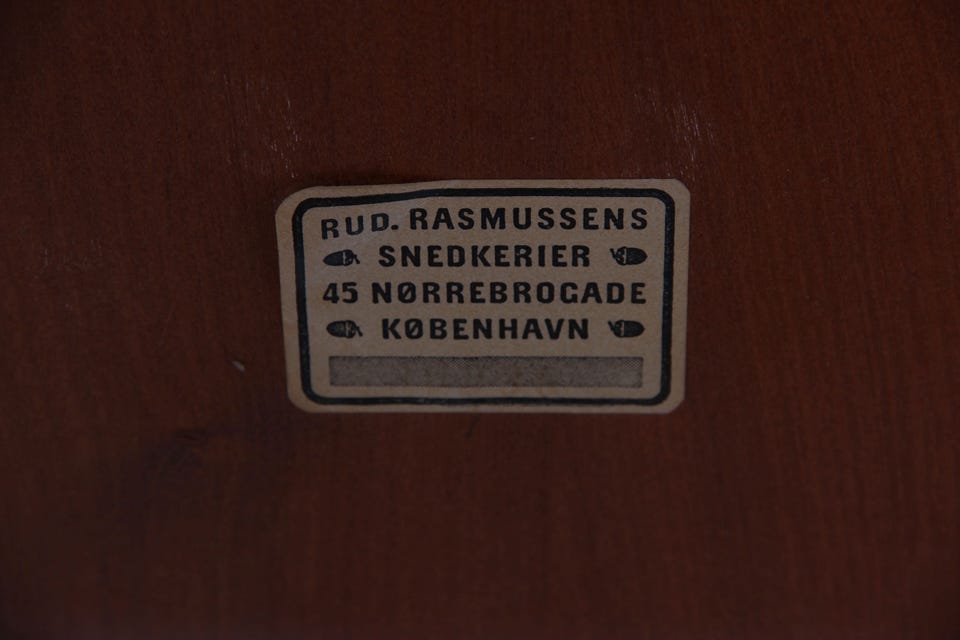 RUD. RASMUSSENS
SNEDKERIER
45 NØRREBROGADE
KØBENHAVN